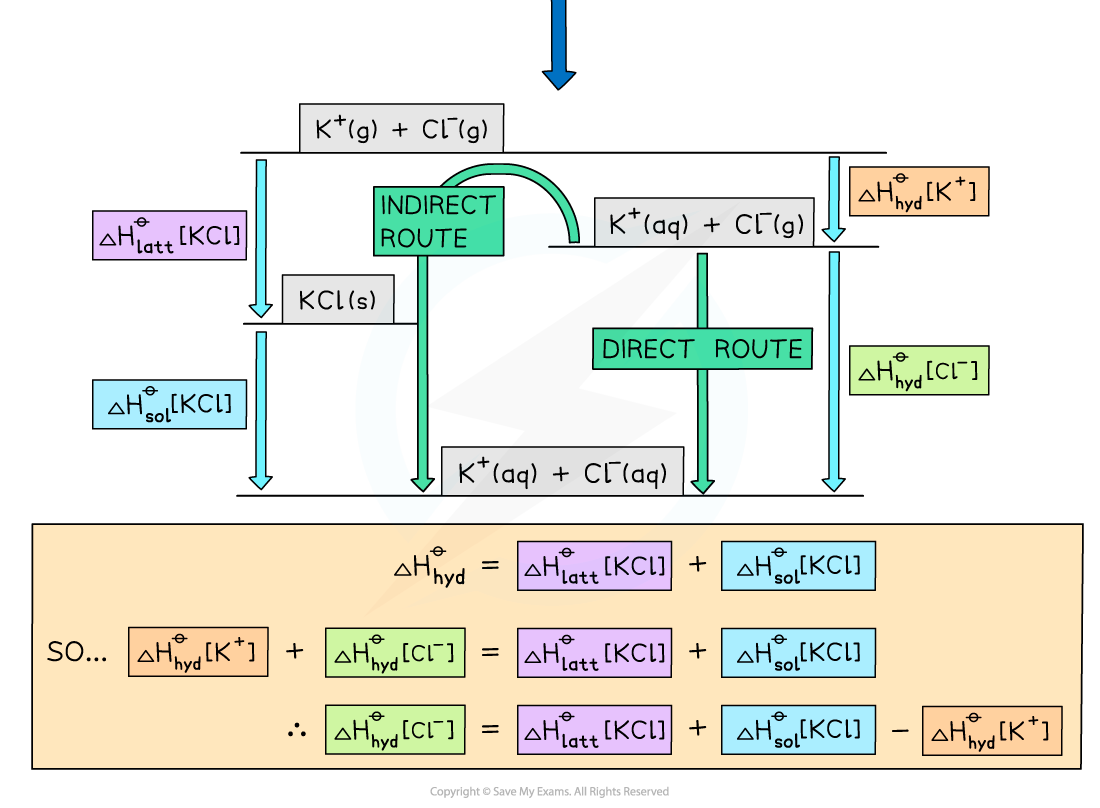 K⁺(g) + Cl⁻(g)
ΔH⦵hyd[K⁺]
INDIRECT
ROUTE
K⁺(aq) + Cl⁻(g)
ΔH⦵latt[KCl]
KCl(s)
DIRECT ROUTE
ΔH⦵hyd[Cl⁻]
ΔH⦵sol[KCl]
K⁺(aq) + Cl⁻(aq)
ΔH⦵hyd = ΔH⦵latt[KCl] + ΔH⦵sol[KCl]
SO... ΔH⦵hyd[K⁺] + ΔH⦵hyd[Cl⁻] = ΔH⦵latt[KCl] + ΔH⦵sol[KCl]
∴ ΔH⦵hyd[Cl⁻] = ΔH⦵latt[KCl] + ΔH⦵sol[KCl] − ΔH⦵hyd[K⁺]
Copyright © Save My Exams. All Rights Reserved